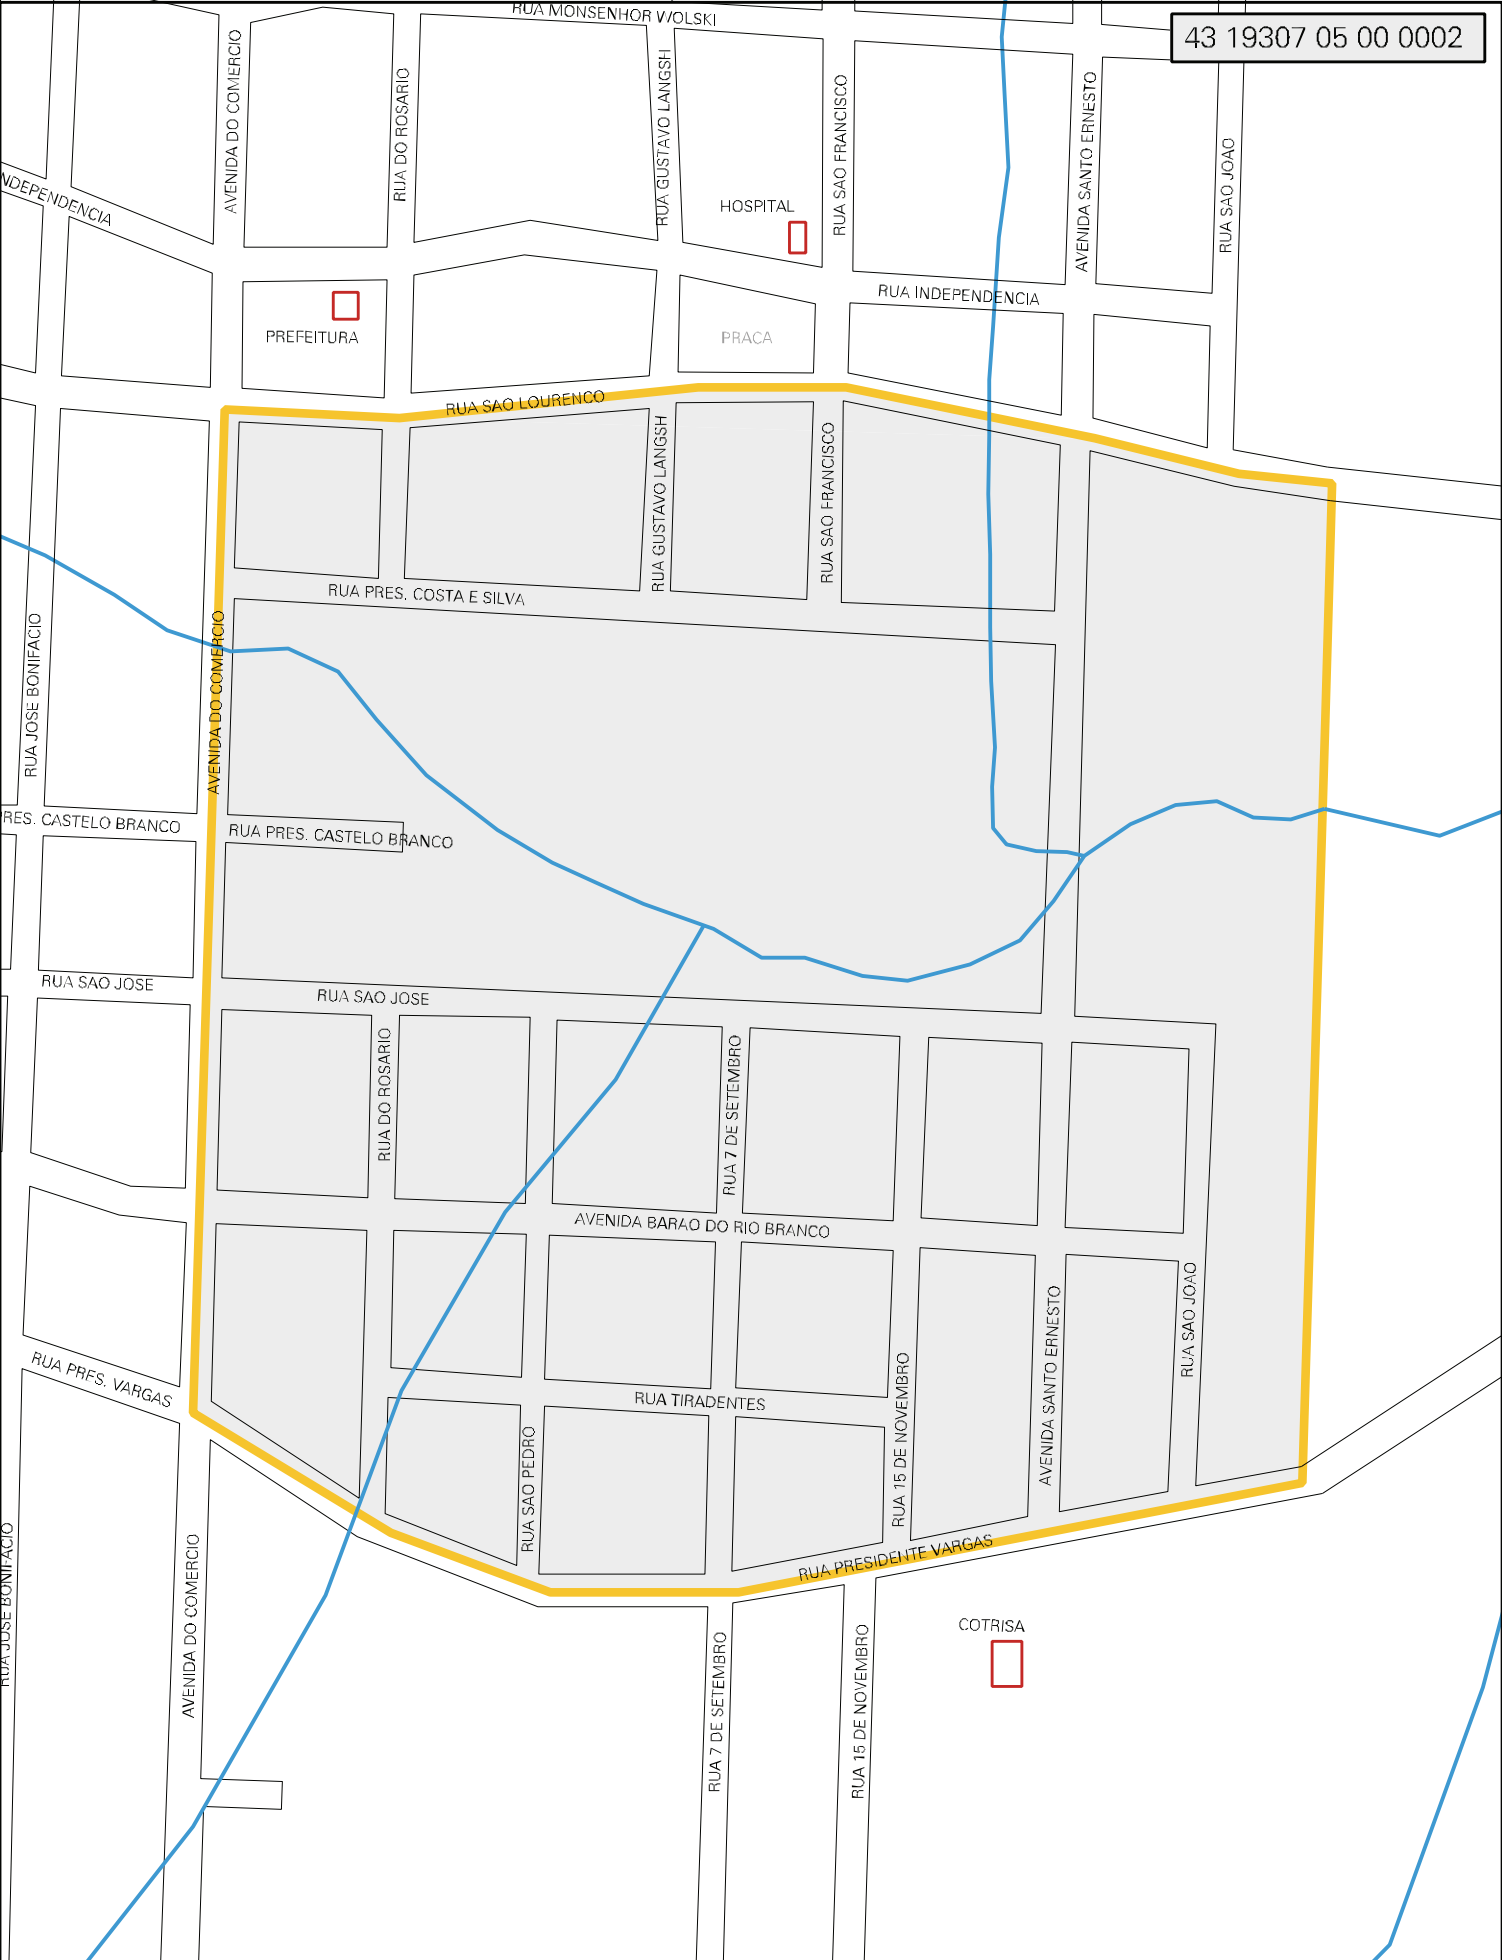 RUA MONSENHOR WOLSKI
43 19307 05 00 0002
AVENIDA DO COMERCIO
RUA DO ROSARIO
RUA GUSTAVO LANGSH
RUA SAO FRANCISCO
AVENIDA SANTO ERNESTO
RUA SAO JOAO
NDEPENDENCIA
HOSPITAL
RUA INDEPENDENCIA
PREFEITURA
PRACA
RUA SAO LOURENCO
RUA GUSTAVO LANGSH
RUA SAO FRANCISCO
RUA PRES. COSTA E SILVA
RUA JOSE BONIFACIO
AVENIDA DO COMERCIO
PRES. CASTELO BRANCO
RUA PRES. CASTELO BRANCO
RUA SAO JOSE
RUA SAO JOSE
RUA DO ROSARIO
RUA 7 DE SETEMBRO
AVENIDA BARAO DO RIO BRANCO
AVENIDA SANTO ERNESTO
RUA SAO JOAO
RUA PRES. VARGAS
RUA TIRADENTES
RUA 15 DE NOVEMBRO
RUA SAO PEDRO
RUA PRESIDENTE VARGAS
RUA JOSE BONIFACIO
AVENIDA DO COMERCIO
RUA 7 DE SETEMBRO
RUA 15 DE NOVEMBRO
COTRISA